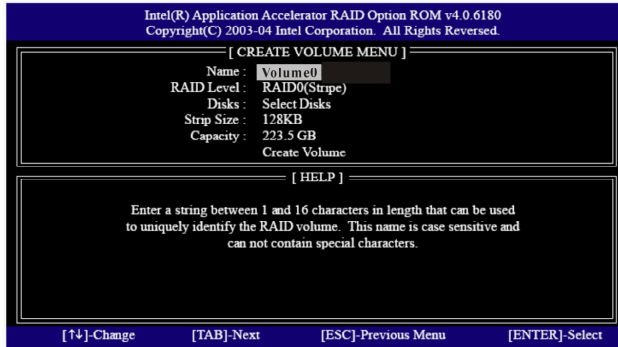 Intel(R) Application Accelerator RAID Option ROM v4.0.6180
Copyright(C) 2003-04 Intel Corporation. All Rights Reversed.
[ CREATE VOLUME MENU ]
Name : Volume0
RAID Level : RAID0(Stripe)
Disks : Select Disks
Strip Size : 128KB
Capacity : 223.5 GB
Create Volume
[ HELP ]
Enter a string between 1 and 16 characters in length that can be used
to uniquely identify the RAID volume. This name is case sensitive and
can not contain special characters.
[↑↓]-Change [TAB]-Next [ESC]-Previous Menu [ENTER]-Select